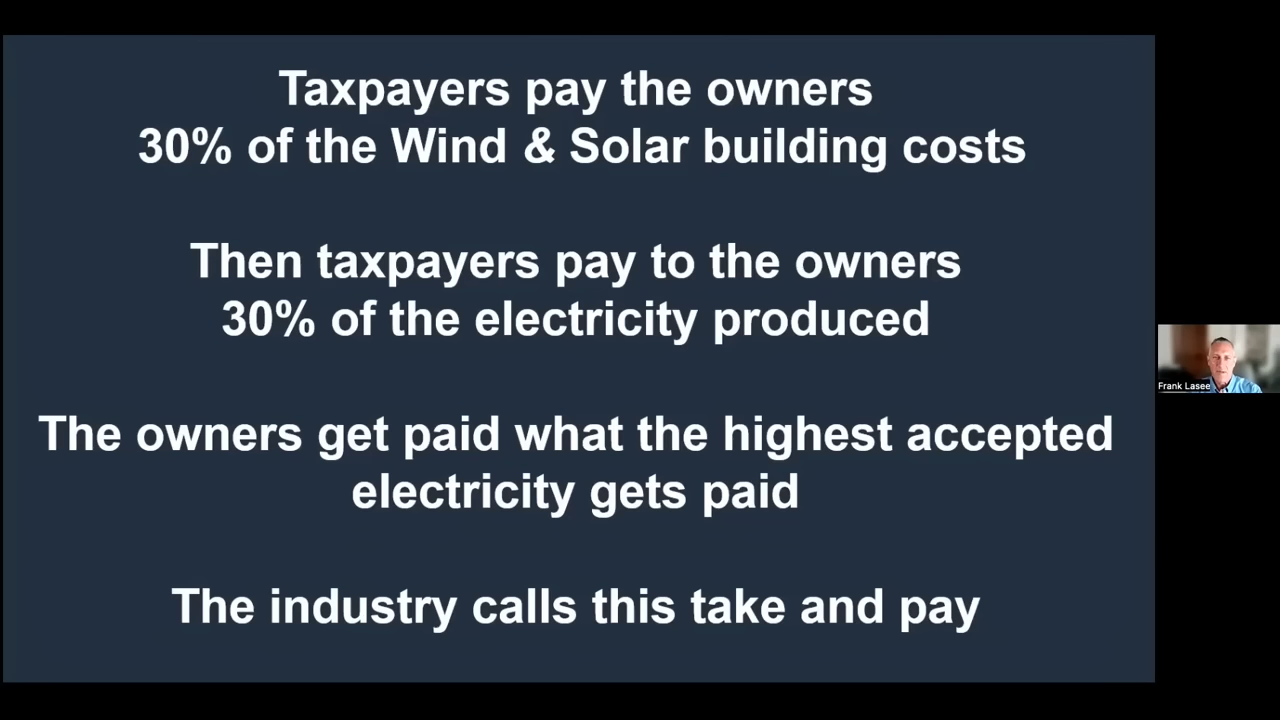 Taxpayers pay the owners
30% of the Wind & Solar building costs
Then taxpayers pay to the owners
30% of the electricity produced
The owners get paid what the highest accepted
electricity gets paid
The industry calls this take and pay
Frank Lasee